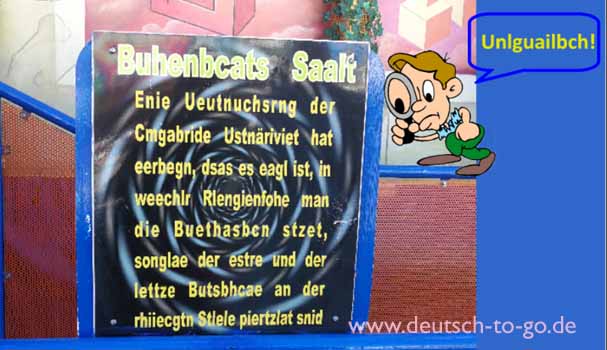 Buhenbcats Saalt
Enie Ueutnuchsrng der
Cmgabride Ustnäriviet hat
eerbegn, dsas es eagl ist, in
weechlr Rlengienfohe man
die Buethasbcn stzet,
songlae der estre und der
lettze Butsbhcae an der
rhiiecgtn Stlele piertzlat snid
Unlguailbch!
www.deutsch-to-go.de